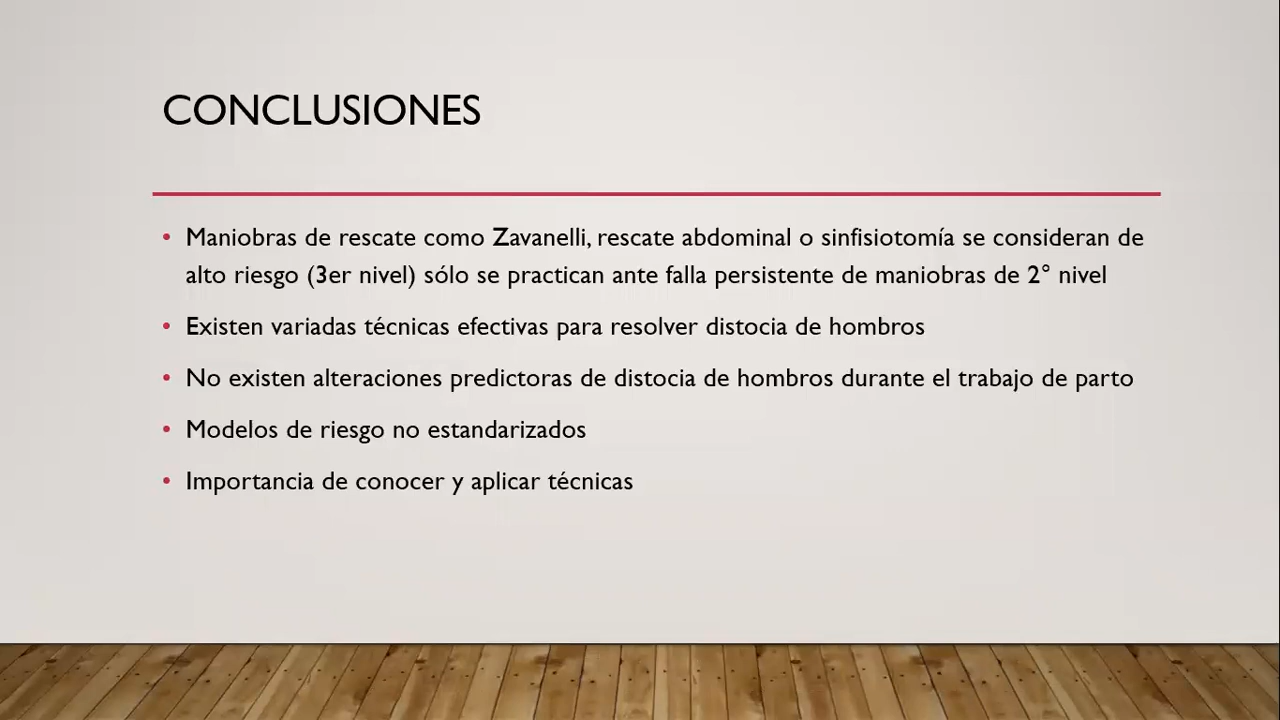 CONCLUSIONES
• Maniobras de rescate como Zavanelli, rescate abdominal o sinfisiotomía se consideran de
alto riesgo (3er nivel) sólo se practican ante falla persistente de maniobras de 2° nivel
• Existen variadas técnicas efectivas para resolver distocia de hombros
• No existen alteraciones predictoras de distocia de hombros durante el trabajo de parto
• Modelos de riesgo no estandarizados
• Importancia de conocer y aplicar técnicas